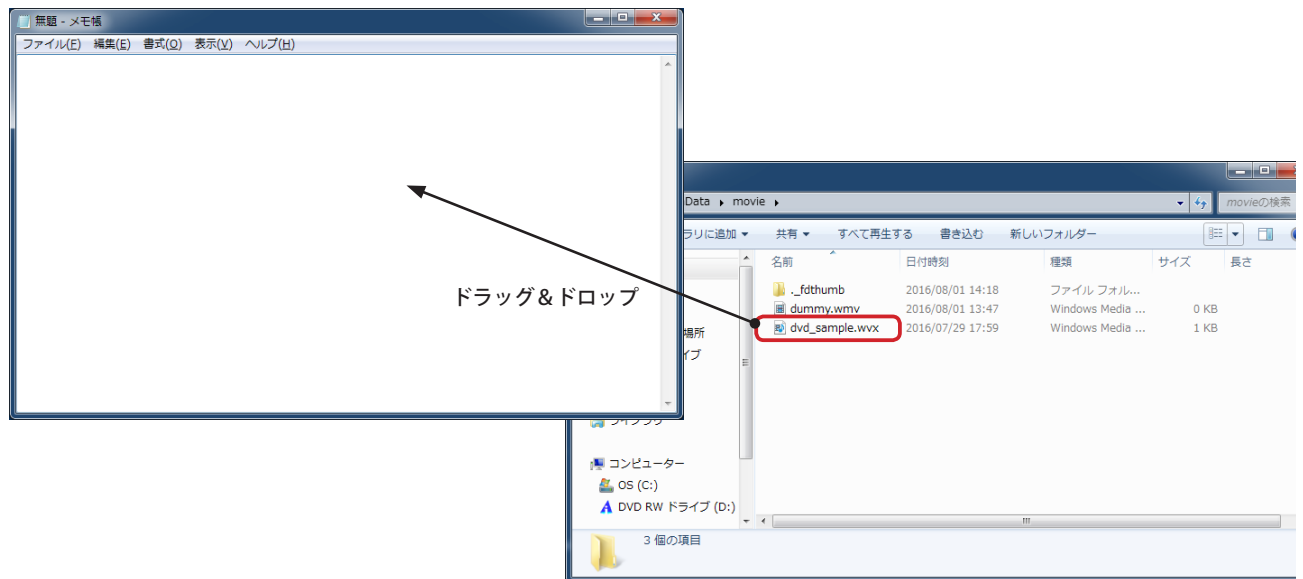 無題 - メモ帳
ファイル(F) 編集(E) 書式(O) 表示(V) ヘルプ(H)
ドラッグ&ドロップ
Data ▸ movie ▸
movieの検索
ラリに追加 ▼ 共有 ▼ すべて再生する 書き込む 新しいフォルダー
名前 日付時刻 種類 サイズ 長さ
._fdthumb 2016/08/01 14:18 ファイル フォル...
dummy.wmv 2016/08/01 13:47 Windows Media ... 0 KB
dvd_sample.wvx 2016/07/29 17:59 Windows Media ... 1 KB
場所
イブ
コンピューター
OS (C:)
DVD RW ドライブ (D:)
3 個の項目